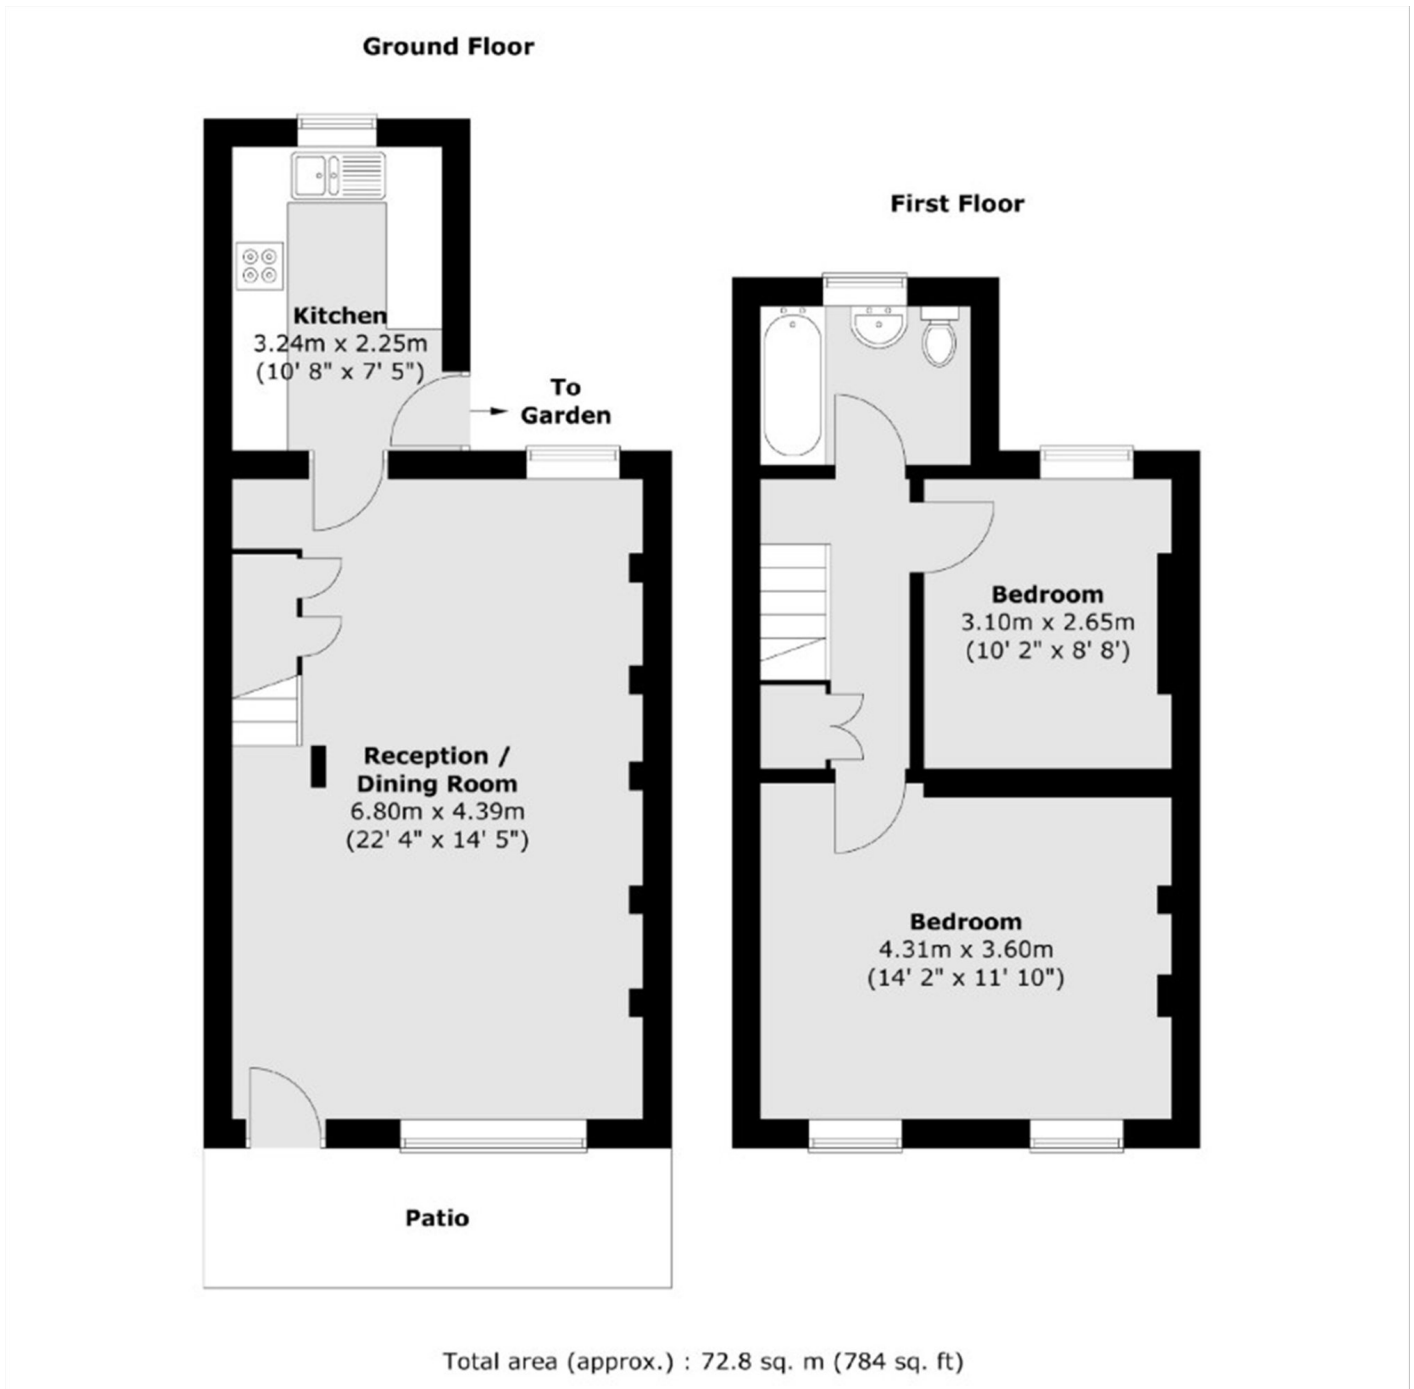 Ground Floor
Kitchen
3.24m x 2.25m
(10' 8" x 7' 5")
To
Garden
Reception /
Dining Room
6.80m x 4.39m
(22' 4" x 14' 5")
Patio
First Floor
Bedroom
3.10m x 2.65m
(10' 2" x 8' 8')
Bedroom
4.31m x 3.60m
(14' 2" x 11' 10")
Total area (approx.) : 72.8 sq. m (784 sq. ft)